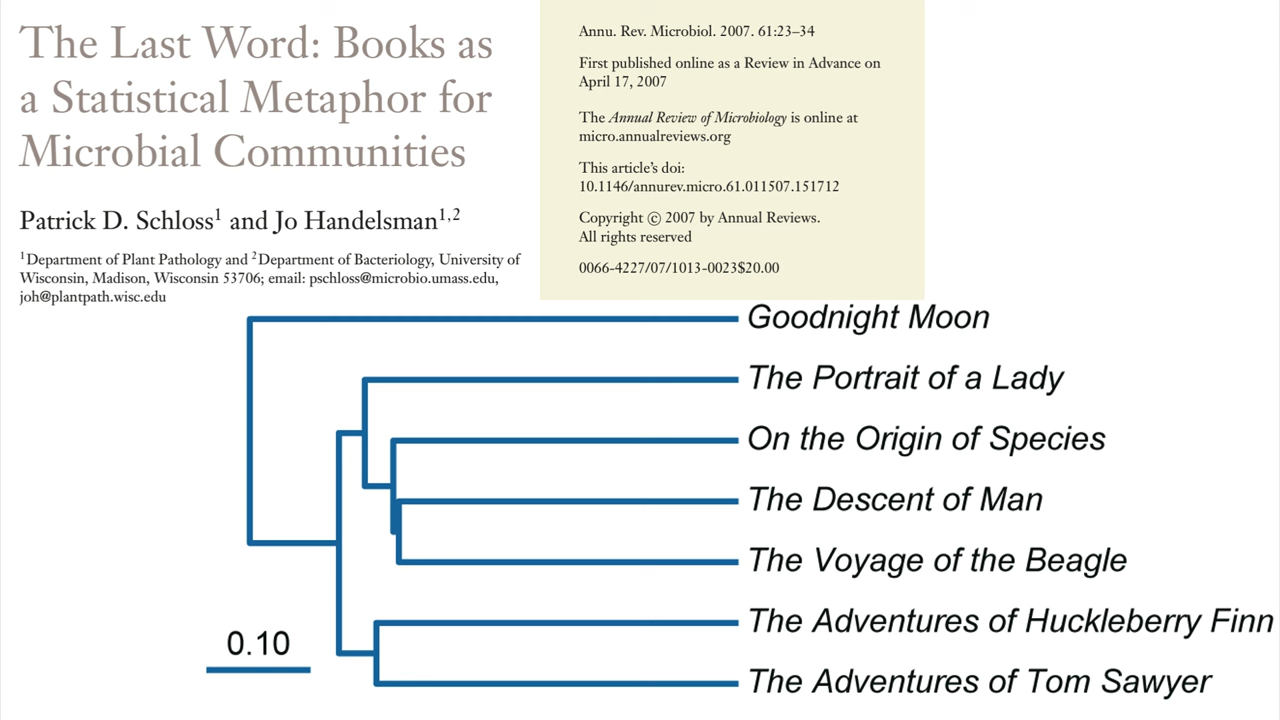 The Last Word: Books as
a Statistical Metaphor for
Microbial Communities
Patrick D. Schloss¹ and Jo Handelsman¹,²
¹Department of Plant Pathology and ²Department of Bacteriology, University of
Wisconsin, Madison, Wisconsin 53706; email: pschloss@microbio.umass.edu,
joh@plantpath.wisc.edu
Annu. Rev. Microbiol. 2007. 61:23–34
First published online as a Review in Advance on
April 17, 2007
The Annual Review of Microbiology is online at
micro.annualreviews.org
This article’s doi:
10.1146/annurev.micro.61.011507.151712
Copyright © 2007 by Annual Reviews.
All rights reserved
0066-4227/07/1013-0023$20.00
Goodnight Moon
The Portrait of a Lady
On the Origin of Species
The Descent of Man
The Voyage of the Beagle
The Adventures of Huckleberry Finn
The Adventures of Tom Sawyer
0.10